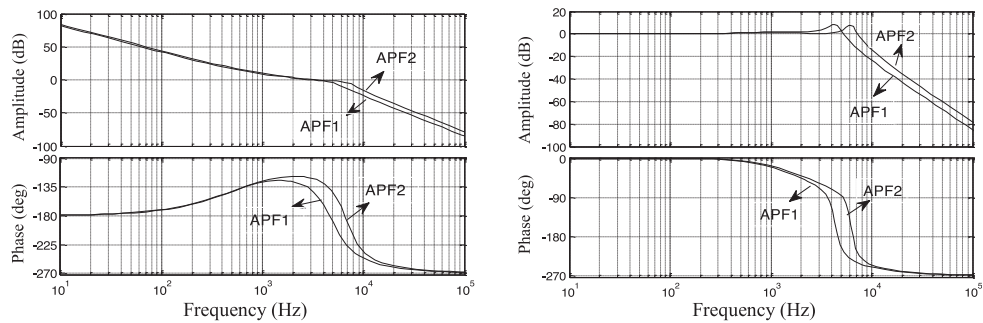 100
50
0
-50
-100
Amplitude (dB)
APF2
APF1
-90
-135
-180
-225
-270
Phase (deg)
APF2
APF1
10^1 10^2 10^3 10^4 10^5
Frequency (Hz)
20
0
-20
-40
-60
-80
-100
Amplitude (dB)
APF2
APF1
0
-90
-180
-270
Phase (deg)
APF2
APF1
10^1 10^2 10^3 10^4 10^5
Frequency (Hz)